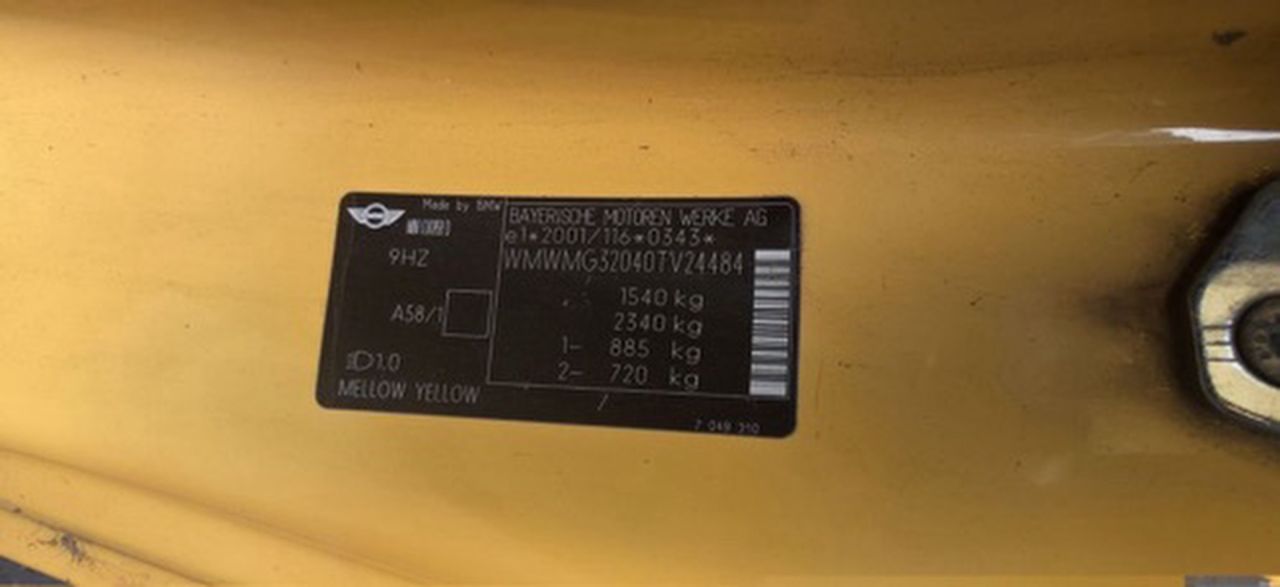 Made by BMW
9HZ
A58/1
1.0
MELLOW YELLOW
BAYERISCHE MOTOREN WERKE AG
e1*2001/116*0343*
WMWMG32040TV24484
1540 kg
2340 kg
1- 885 kg
2- 720 kg
/
7 049 310